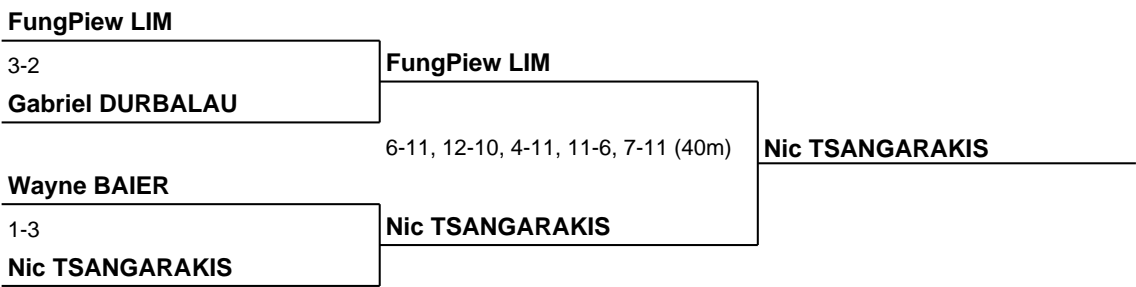 FungPiew LIM
3-2
FungPiew LIM
Gabriel DURBALAU
6-11, 12-10, 4-11, 11-6, 7-11 (40m)
Nic TSANGARAKIS
Wayne BAIER
1-3
Nic TSANGARAKIS
Nic TSANGARAKIS